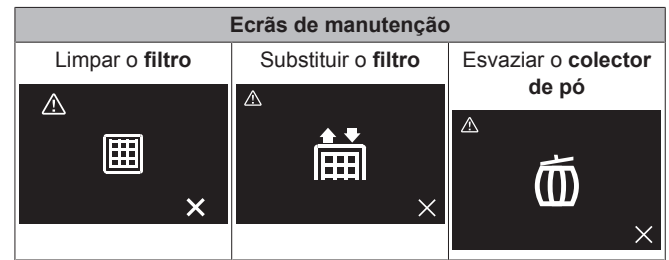 Ecrãs de manutenção
Limpar o filtro
Substituir o filtro
Esvaziar o colector
de pó